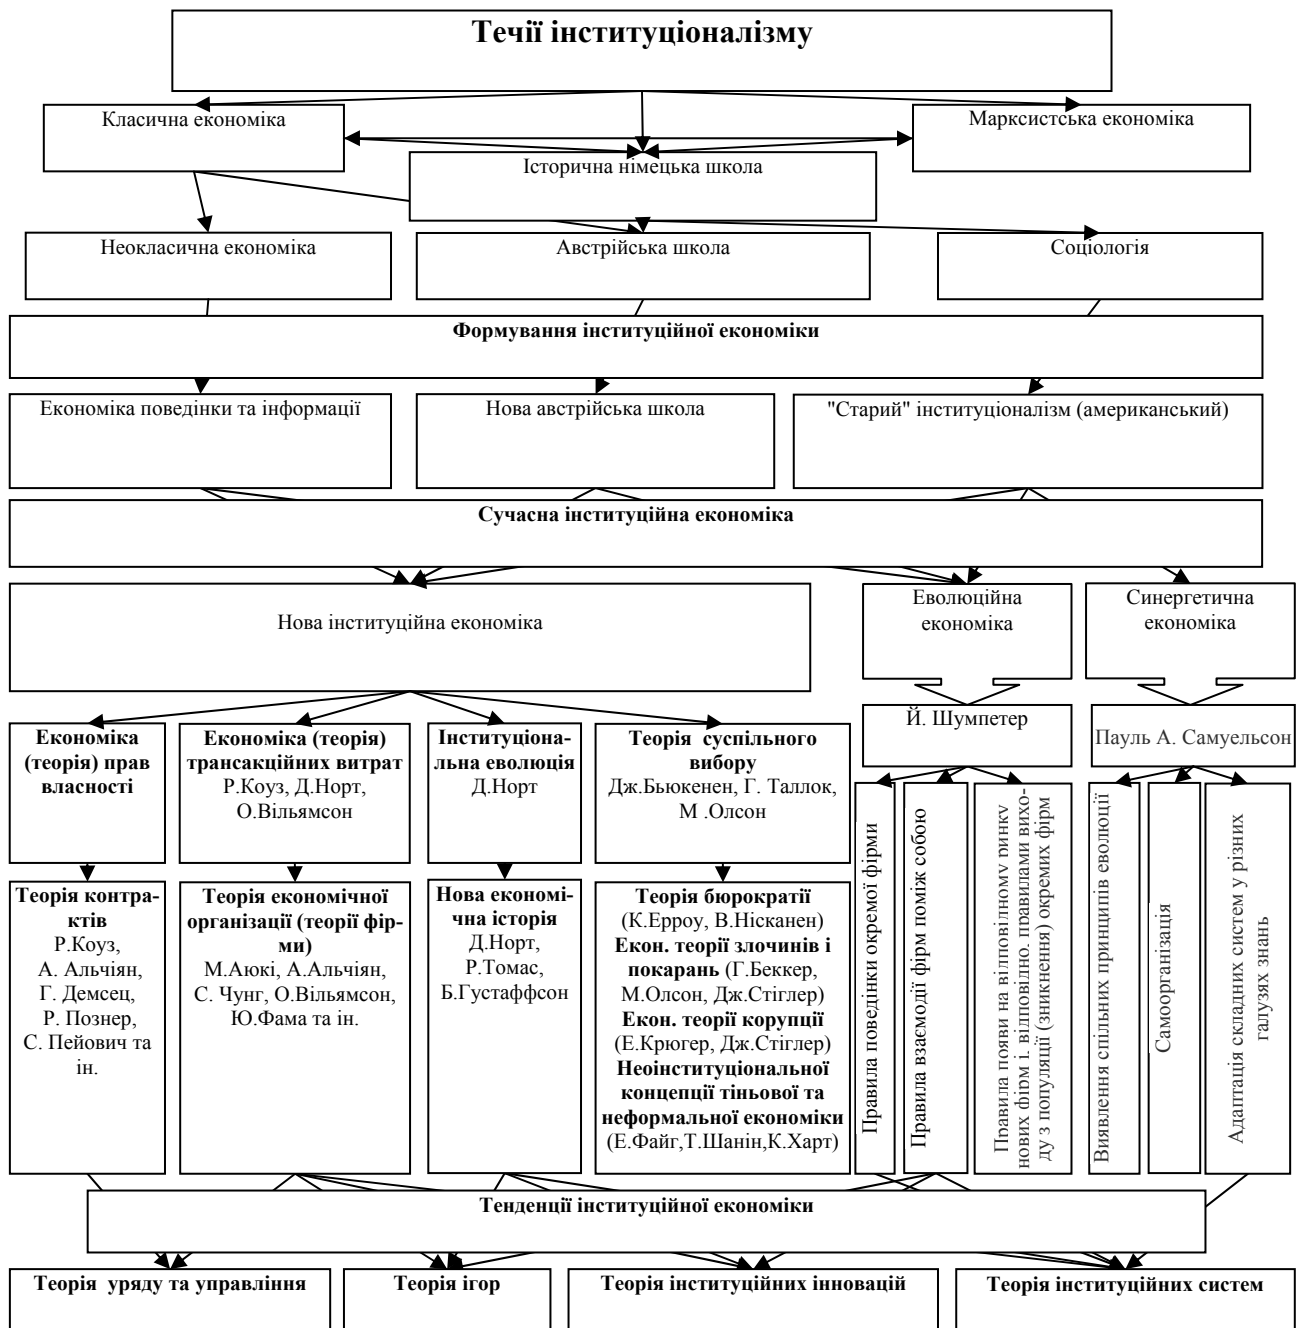 Течії інституціоналізму
Класична економіка
Марксистська економіка
Історична німецька школа
Неокласична економіка
Австрійська школа
Соціологія
Формування інституційної економіки
Економіка поведінки та інформації
Нова австрійська школа
"Старий" інституціоналізм (американський)
Сучасна інституційна економіка
Нова інституційна економіка
Еволюційна
економіка
Синергетична
економіка
Й. Шумпетер
Пауль А. Самуельсон
Економіка
(теорія) прав
власності
Економіка (теорія)
трансакційних витрат
Р.Коуз, Д.Норт,
О.Вільямсон
Інституціона-
льна еволюція
Д.Норт
Теорія суспільного
вибору
Дж.Бьюкенен, Г. Таллок,
М .Олсон
Теорія контра-
ктів
Р.Коуз,
А. Альчіян,
Г. Демсец,
Р. Познер,
С. Пейович та
ін.
Теорія економічної
організації (теорії фір-
ми)
М.Аюкі, А.Альчіян,
С. Чунг, О.Вільямсон,
Ю.Фама та ін.
Нова економі-
чна історія
Д.Норт,
Р.Томас,
Б.Густаффсон
Теорія бюрократії
(К.Ерроу, В.Нісканен)
Екон. теорії злочинів і
покарань (Г.Беккер,
М.Олсон, Дж.Стіглер)
Екон. теорії корупції
(Е.Крюгер, Дж.Стіглер)
Неоінституціональної
концепції тіньової та
неформальної економіки
(Е.Файг,Т.Шанін,К.Харт)
Правила поведінки окремої фірми
Правила взаємодії фірм поміж собою
Правила появи на відповідному ринку
нових фірм і, відповідно, правилами вихо-
ду з популяції (зникнення) окремих фірм
Виявлення спільних принципів еволюції
Самоорганізація
Адаптація складних систем у різних
галузях знань
Тенденції інституційної економіки
Теорія уряду та управління
Теорія ігор
Теорія інституційних інновацій
Теорія інституційних систем